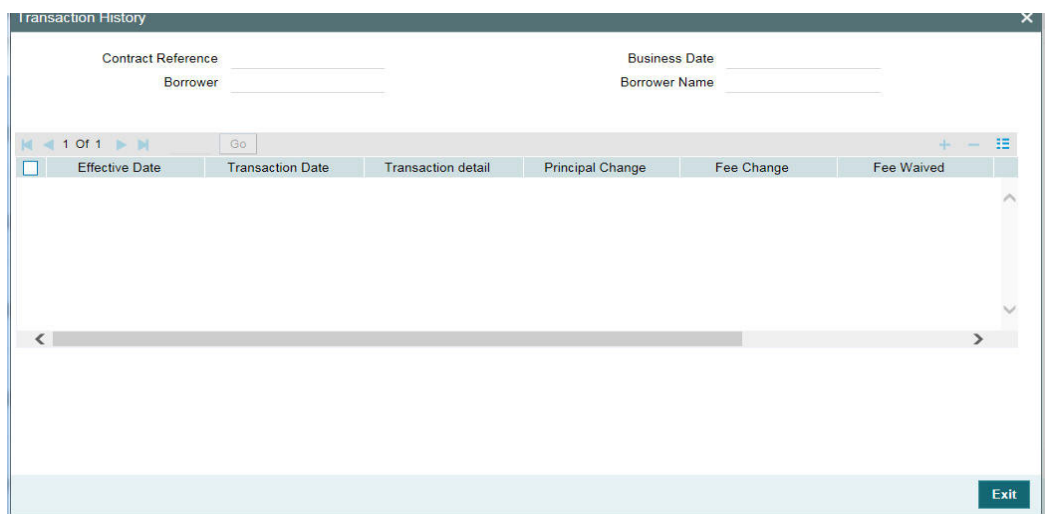 Transaction History
Contract Reference Business Date
Borrower Borrower Name
1 Of 1 Go
Effective Date Transaction Date Transaction detail Principal Change Fee Change Fee Waived
Exit